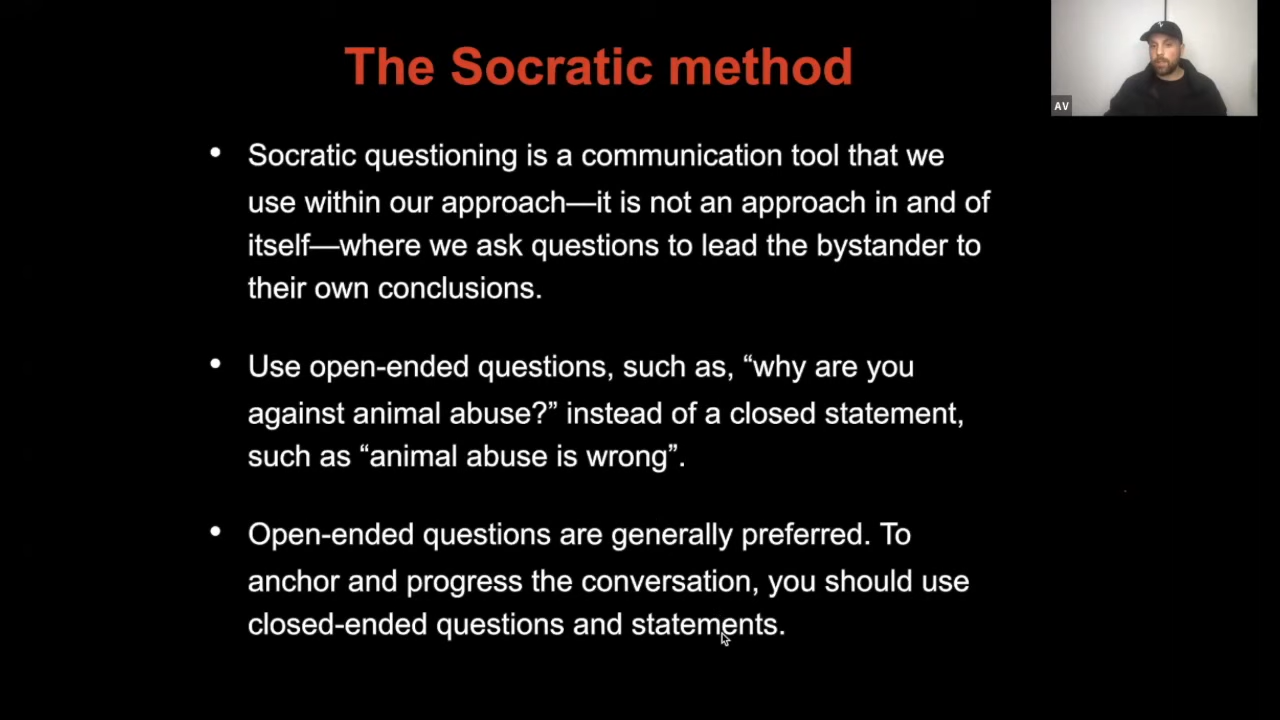 The Socratic method
AV
• Socratic questioning is a communication tool that we
use within our approach—it is not an approach in and of
itself—where we ask questions to lead the bystander to
their own conclusions.
• Use open-ended questions, such as, “why are you
against animal abuse?” instead of a closed statement,
such as “animal abuse is wrong”.
• Open-ended questions are generally preferred. To
anchor and progress the conversation, you should use
closed-ended questions and statements.